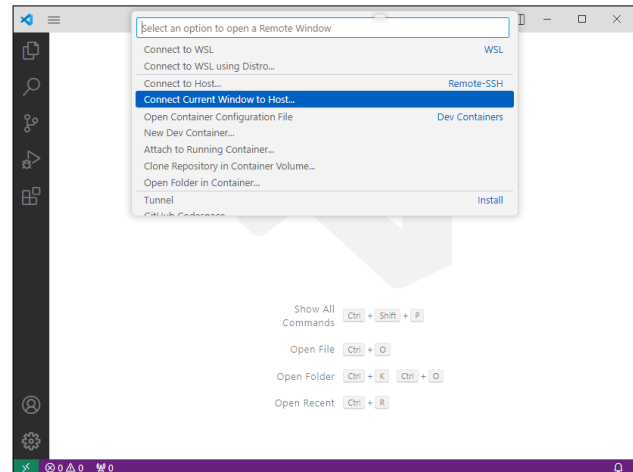 Select an option to open a Remote Window
Connect to WSL WSL
Connect to WSL using Distro...
Connect to Host... Remote-SSH
Connect Current Window to Host...
Open Container Configuration File Dev Containers
New Dev Container...
Attach to Running Container...
Clone Repository in Container Volume...
Open Folder in Container...
Tunnel Install
GitHub Codespace
Show All Commands Ctrl + Shift + P
Open File Ctrl + O
Open Folder Ctrl + K Ctrl + O
Open Recent Ctrl + R
0 0 0